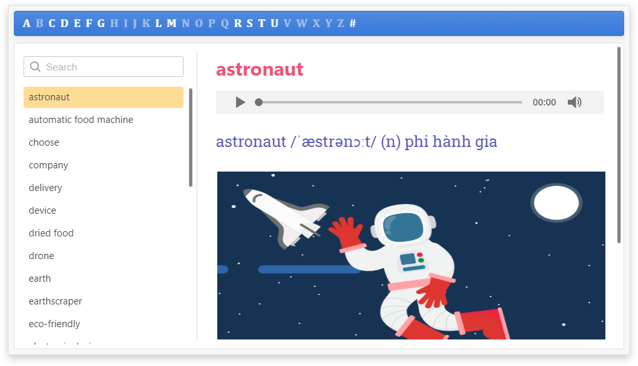 A B C D E F G H I J K L M N O P Q R S T U V W X Y Z #
Search
astronaut
automatic food machine
choose
company
delivery
device
dried food
drone
earth
earthscraper
eco-friendly
astronaut
00:00
astronaut /ˈæstrənɔːt/ (n) phi hành gia